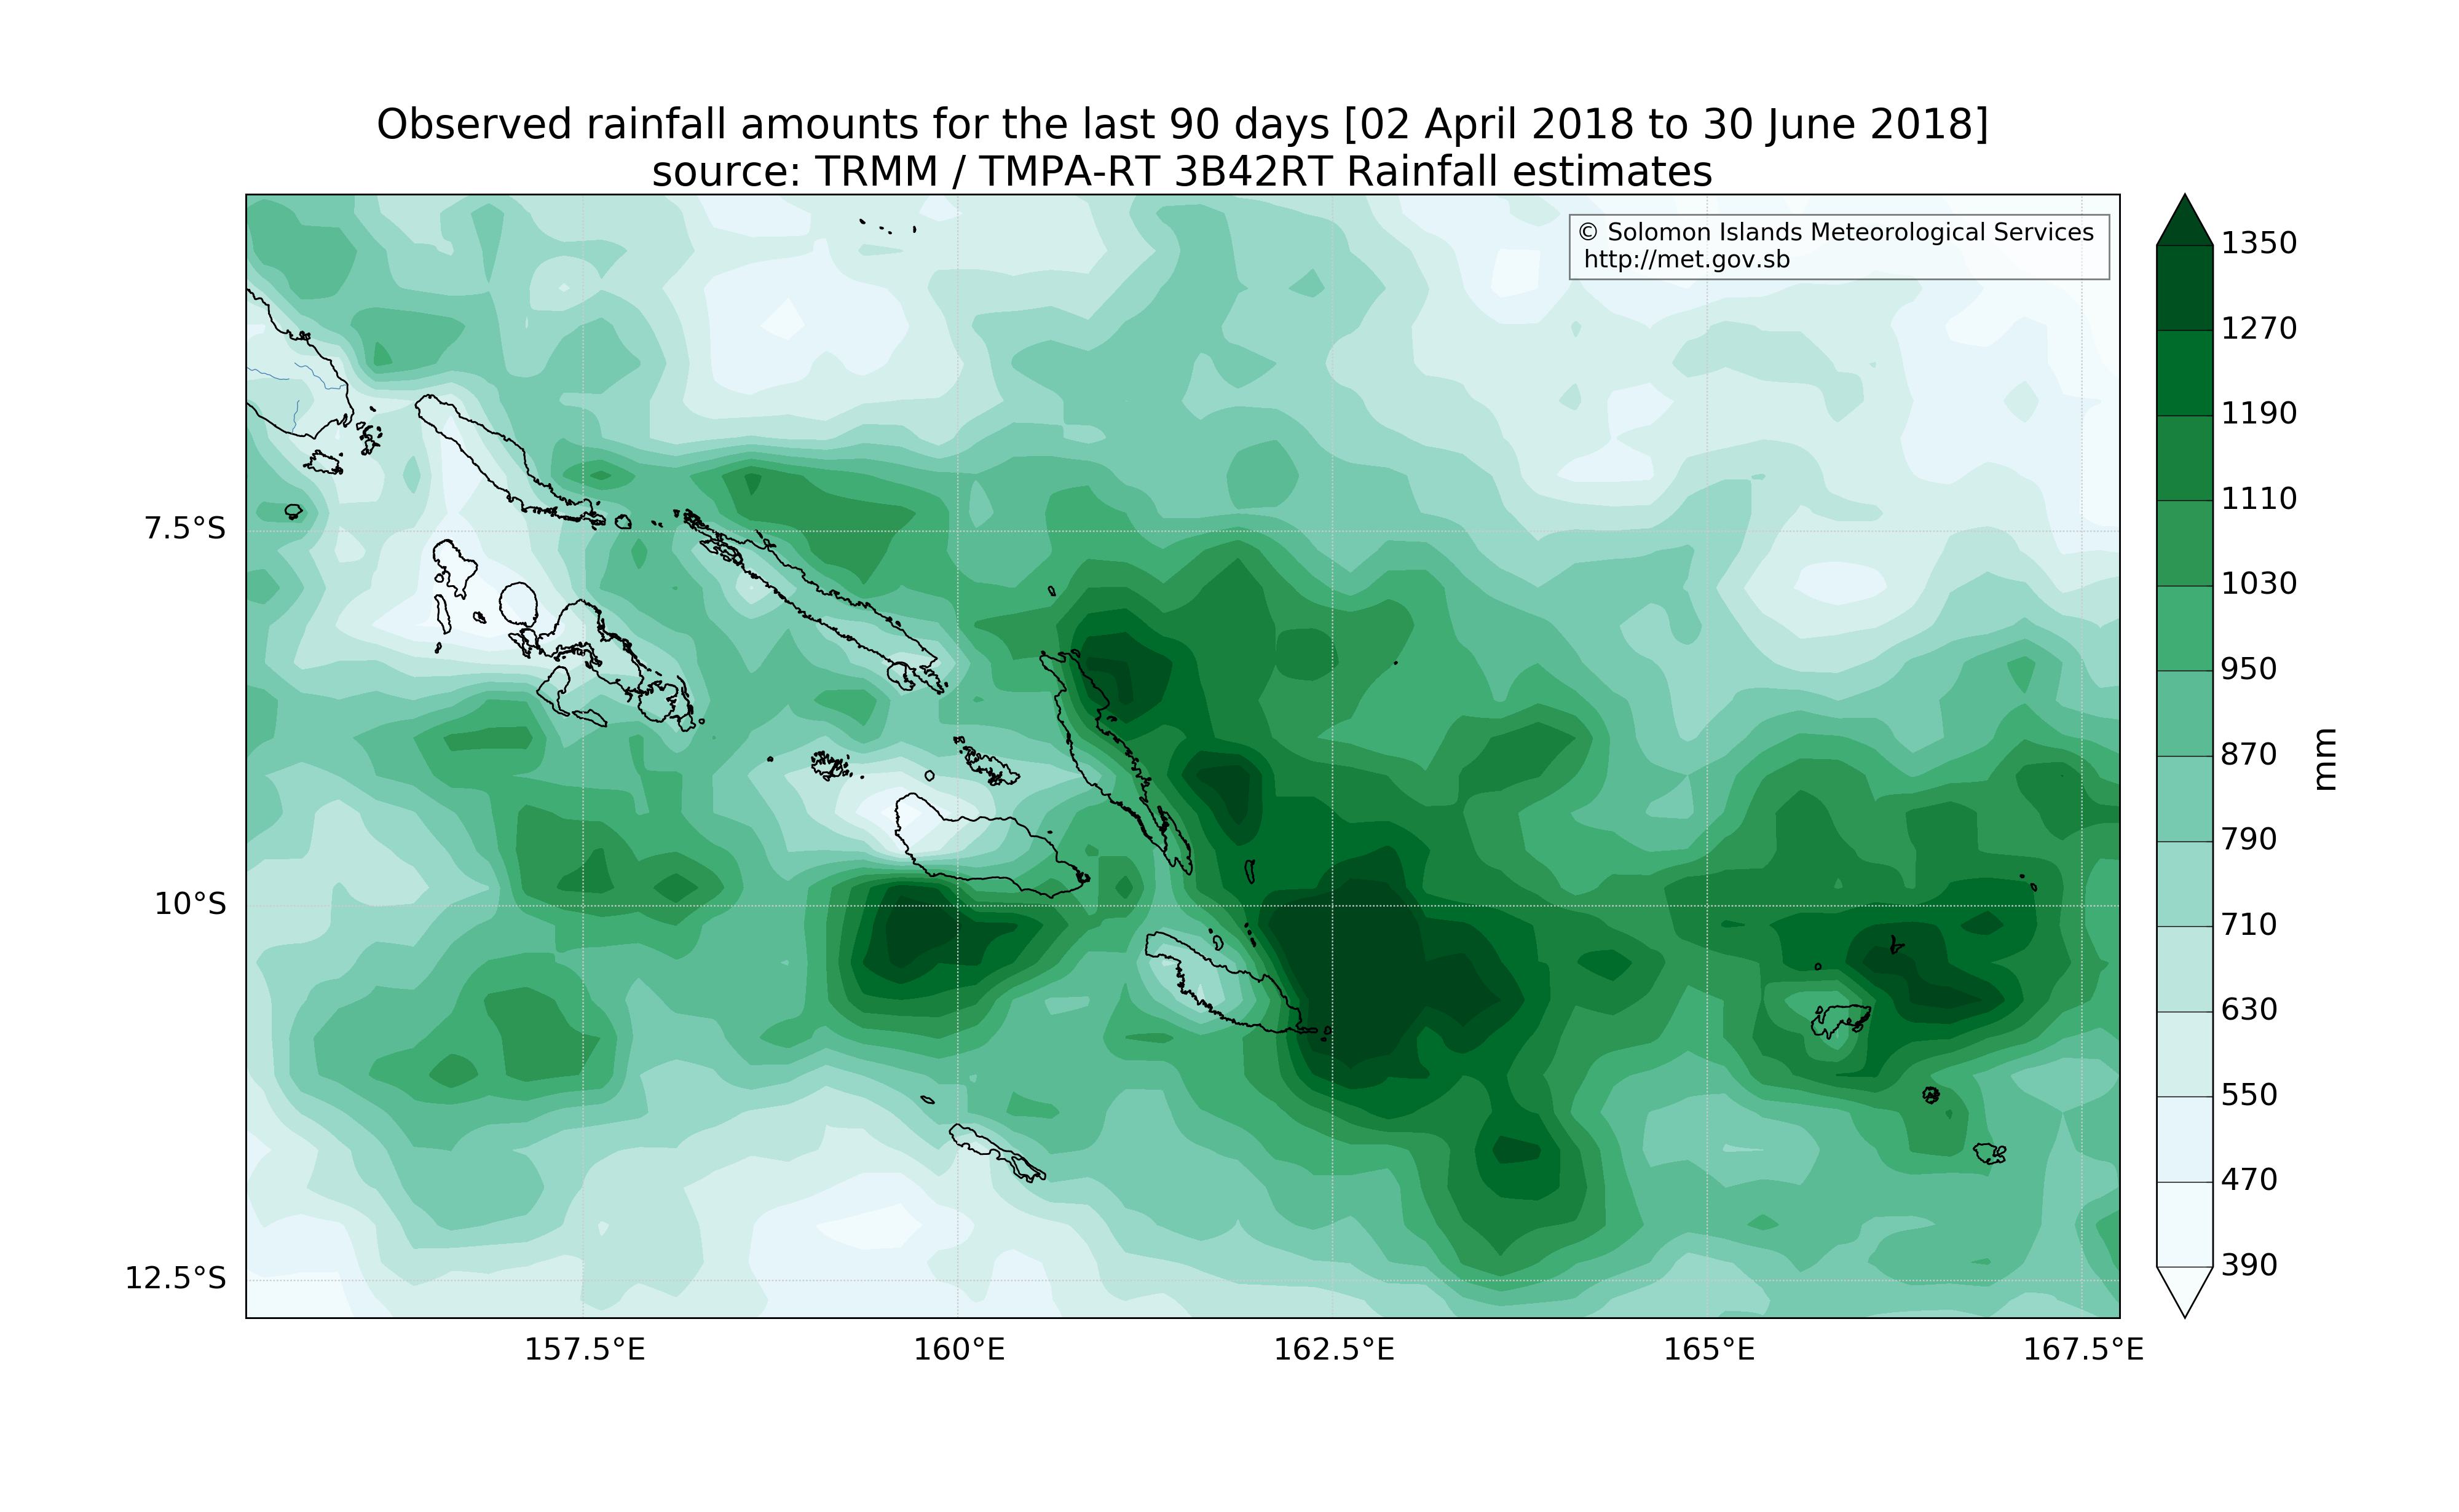 Observed rainfall amounts for the last 90 days [02 April 2018 to 30 June 2018]
source: TRMM / TMPA-RT 3B42RT Rainfall estimates
© Solomon Islands Meteorological Services
http://met.gov.sb
7.5°S
10°S
12.5°S
157.5°E
160°E
162.5°E
165°E
167.5°E
1350
1270
1190
1110
1030
950
870
790
710
630
550
470
390
mm